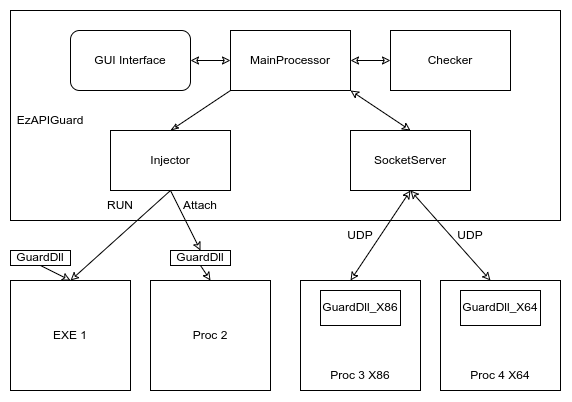 GUI Interface
MainProcessor
Checker
EzAPIGuard
Injector
SocketServer
RUN
Attach
UDP
UDP
GuardDll
GuardDll
EXE 1
Proc 2
GuardDll_X86
GuardDll_X64
Proc 3 X86
Proc 4 X64